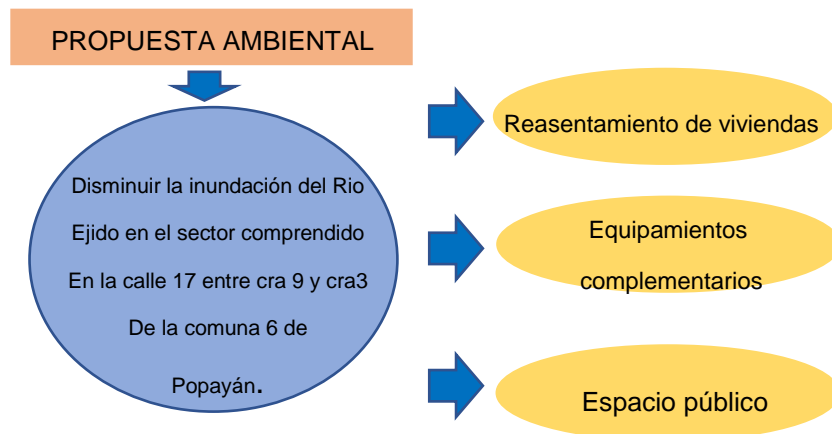 PROPUESTA AMBIENTAL
Disminuir la inundación del Rio
Ejido en el sector comprendido
En la calle 17 entre cra 9 y cra3
De la comuna 6 de
Popayán.
Reasentamiento de viviendas
Equipamientos
complementarios
Espacio público